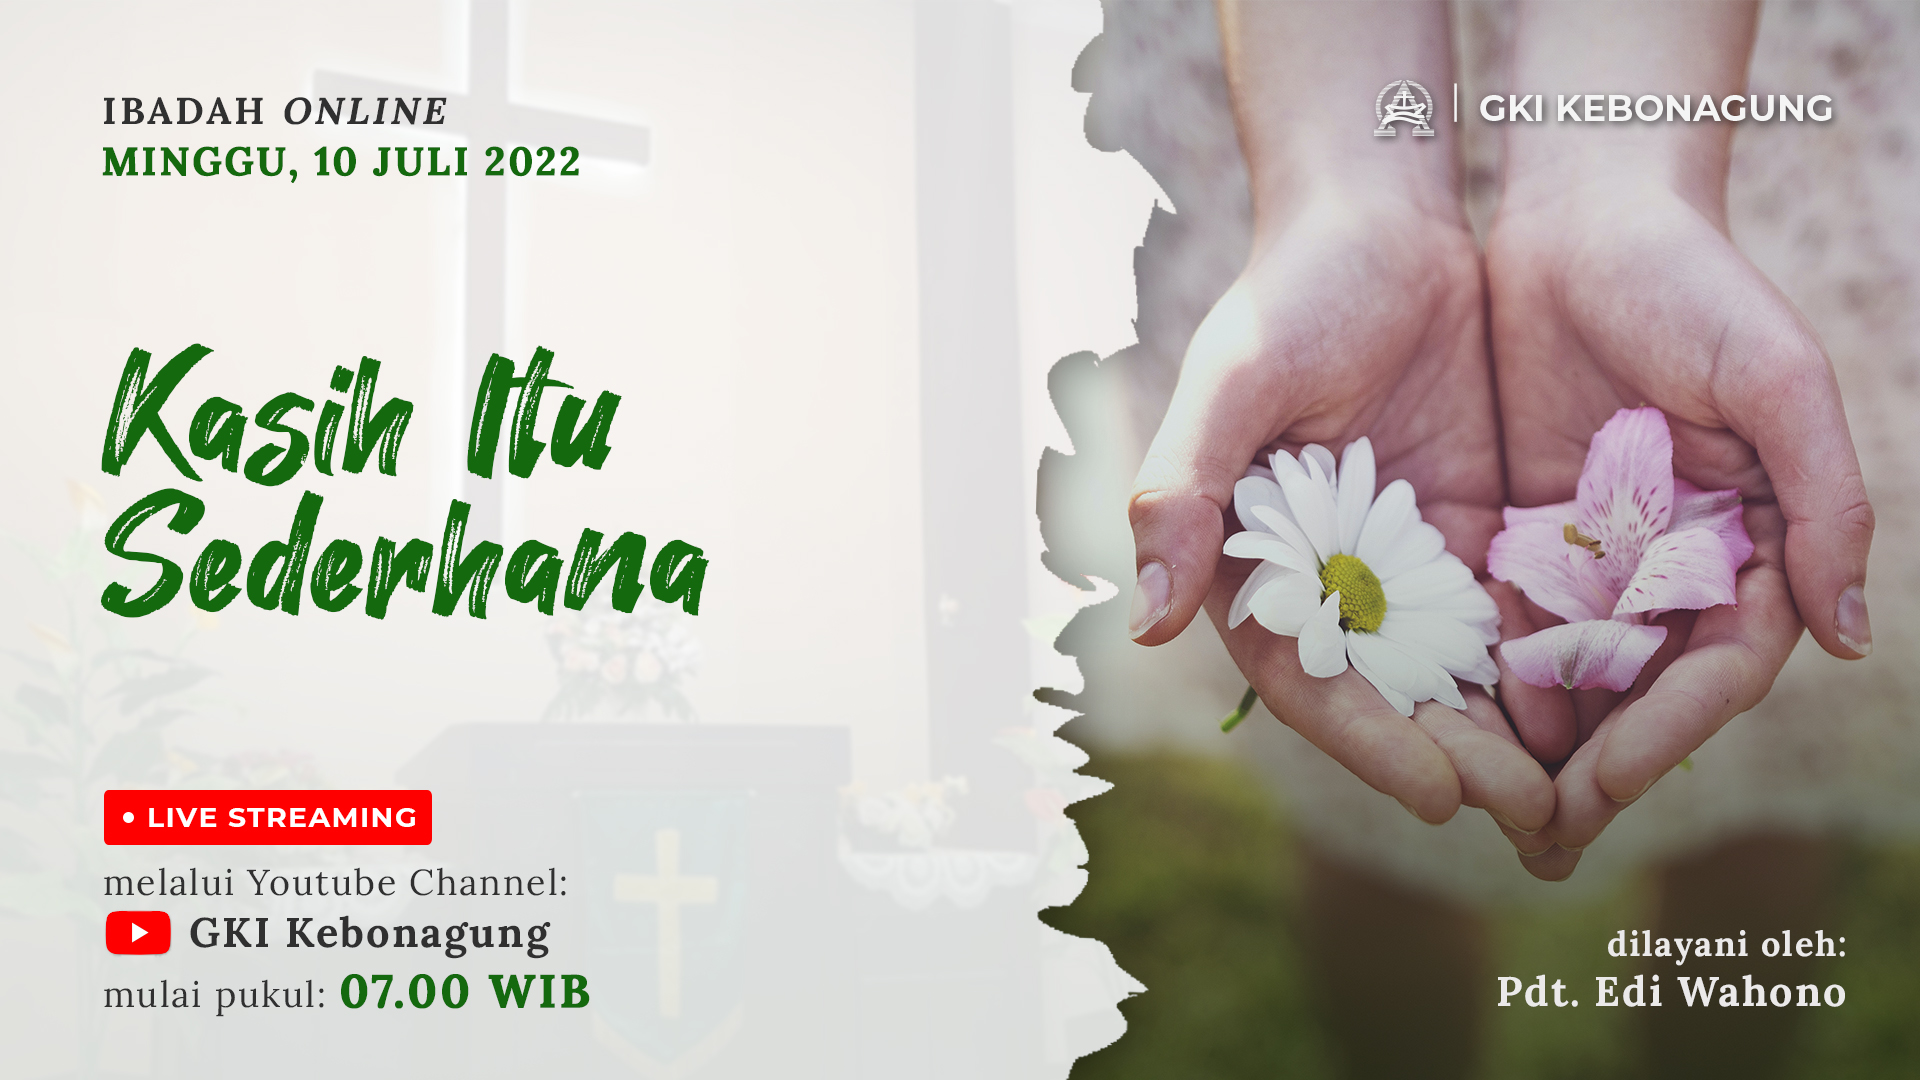 IBADAH ONLINE
MINGGU, 10 JULI 2022
GKI KEBONAGUNG
Kasih Itu
Sederhana
LIVE STREAMING
melalui Youtube Channel:
GKI Kebonagung
mulai pukul: 07.00 WIB
dilayani oleh:
Pdt. Edi Wahono